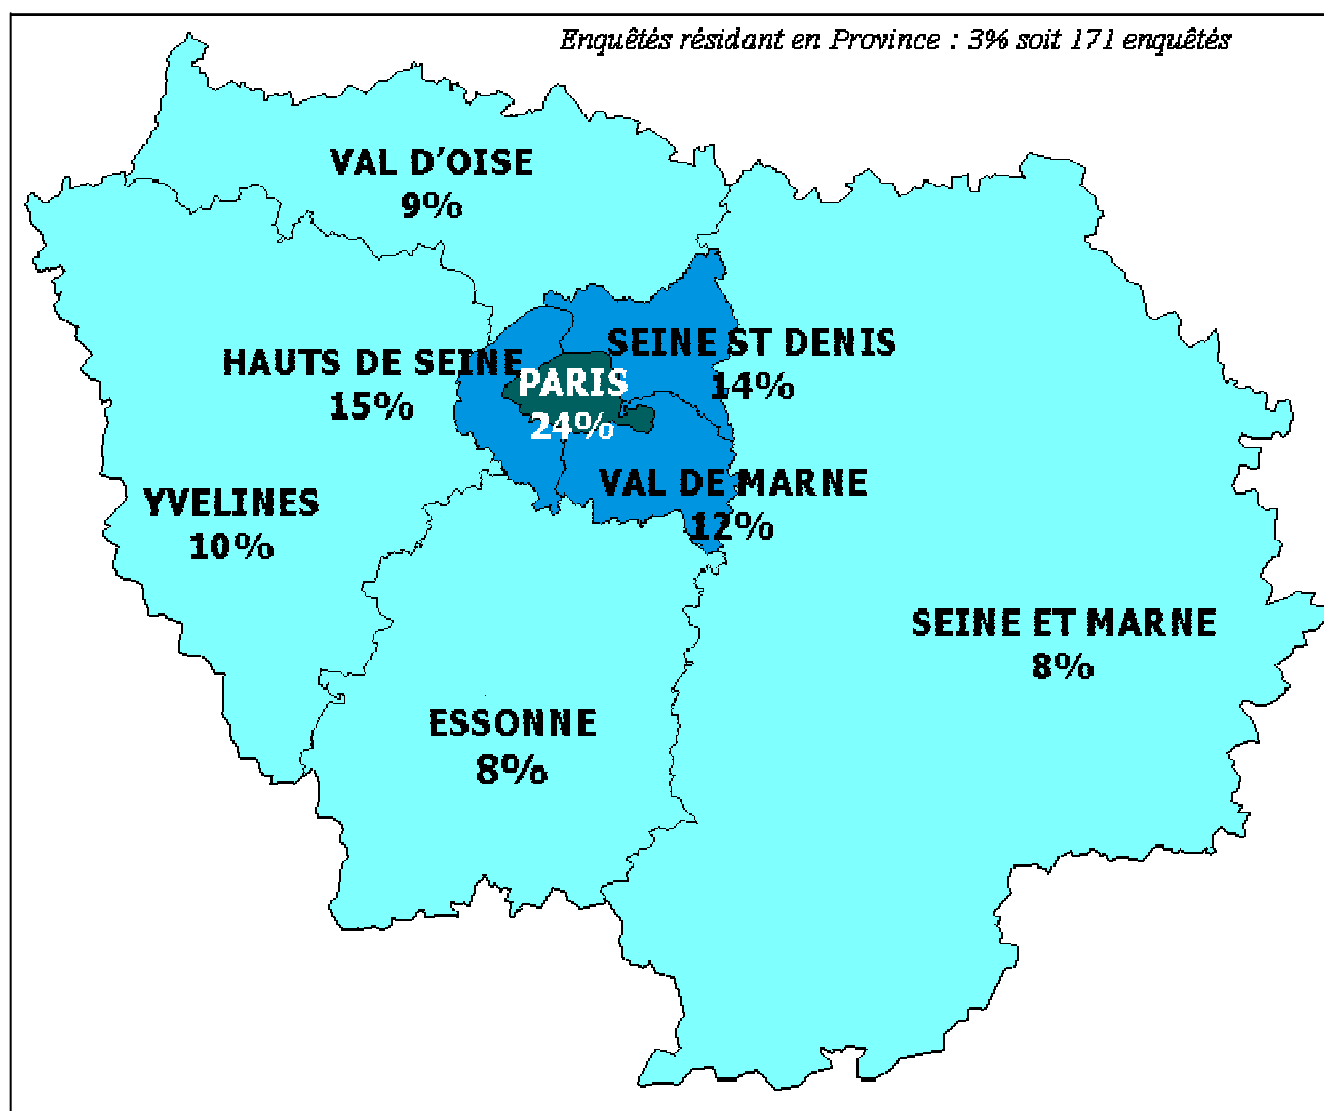 Enquêtés résidant en Province : 3% soit 171 enquêtés
VAL D'OISE
9%
SEINE ST DENIS
14%
HAUTS DE SEINE
15%
PARIS
24%
VAL DE MARNE
12%
YVELINES
10%
SEINE ET MARNE
8%
ESSONNE
8%